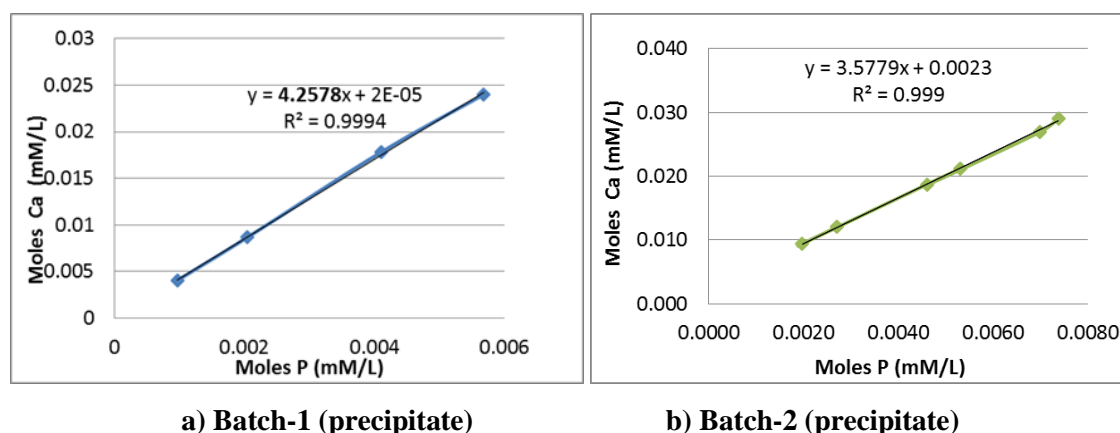 0.03
0.025
0.02
0.015
0.01
0.005
0
Moles Ca (mM/L)
y = 4.2578x + 2E-05
R² = 0.9994
0 0.002 0.004 0.006
Moles P (mM/L)
0.040
0.030
0.020
0.010
0.000
Moles Ca (mM/L)
y = 3.5779x + 0.0023
R² = 0.999
0.0000 0.0020 0.0040 0.0060 0.0080
Moles P (mM/L)
a) Batch-1 (precipitate) b) Batch-2 (precipitate)